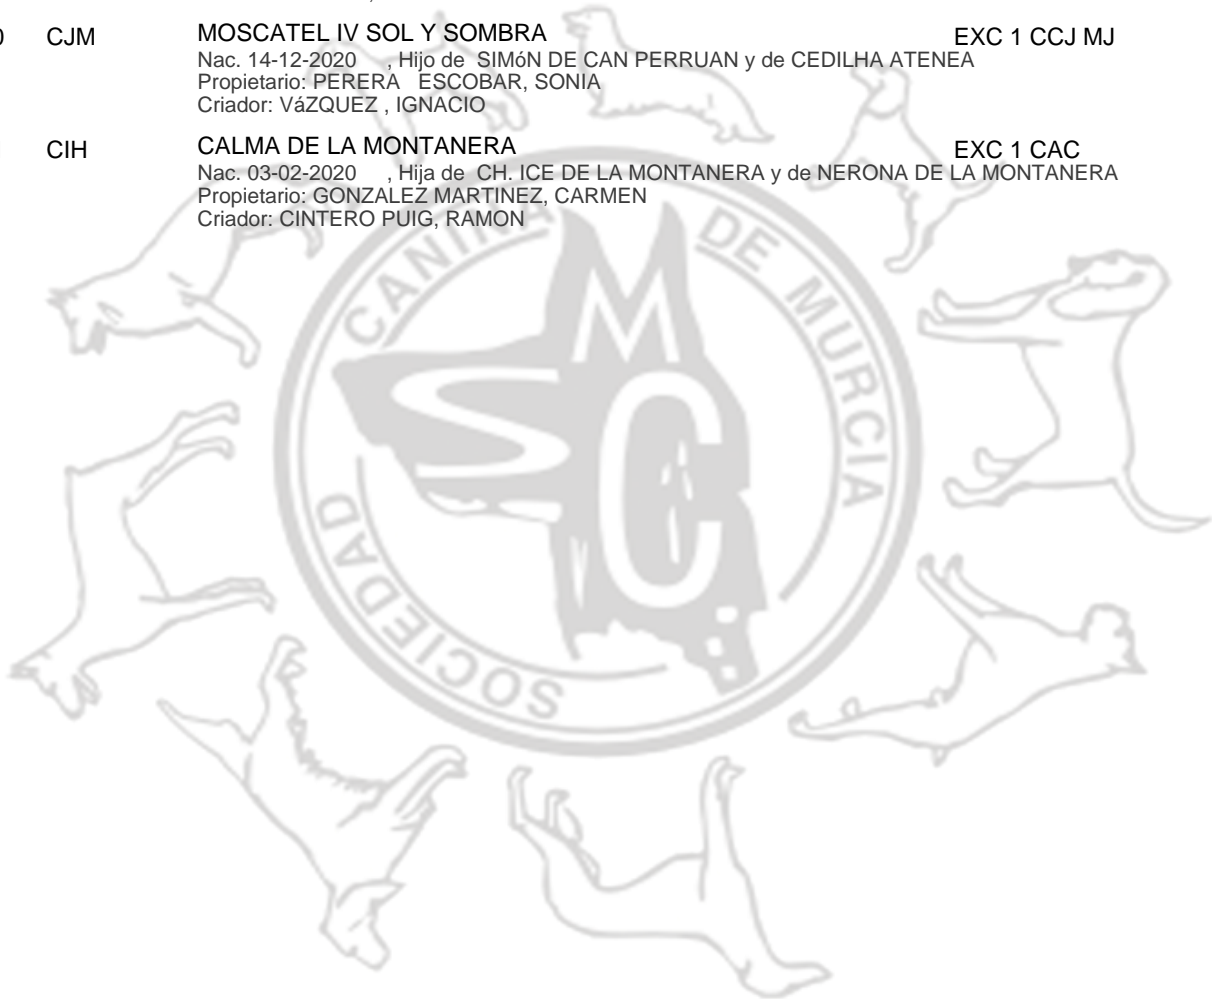 0 CJM MOSCATEL IV SOL Y SOMBRA EXC 1 CCJ MJ
Nac. 14-12-2020 , Hijo de SIMóN DE CAN PERRUAN y de CEDILHA ATENEA
Propietario: PERERA ESCOBAR, SONIA
Criador: VáZQUEZ , IGNACIO
CIH CALMA DE LA MONTANERA EXC 1 CAC
Nac. 03-02-2020 , Hija de CH. ICE DE LA MONTANERA y de NERONA DE LA MONTANERA
Propietario: GONZALEZ MARTINEZ, CARMEN
Criador: CINTERO PUIG, RAMON
SOCIEDAD CANINA DE MURCIA
S M C